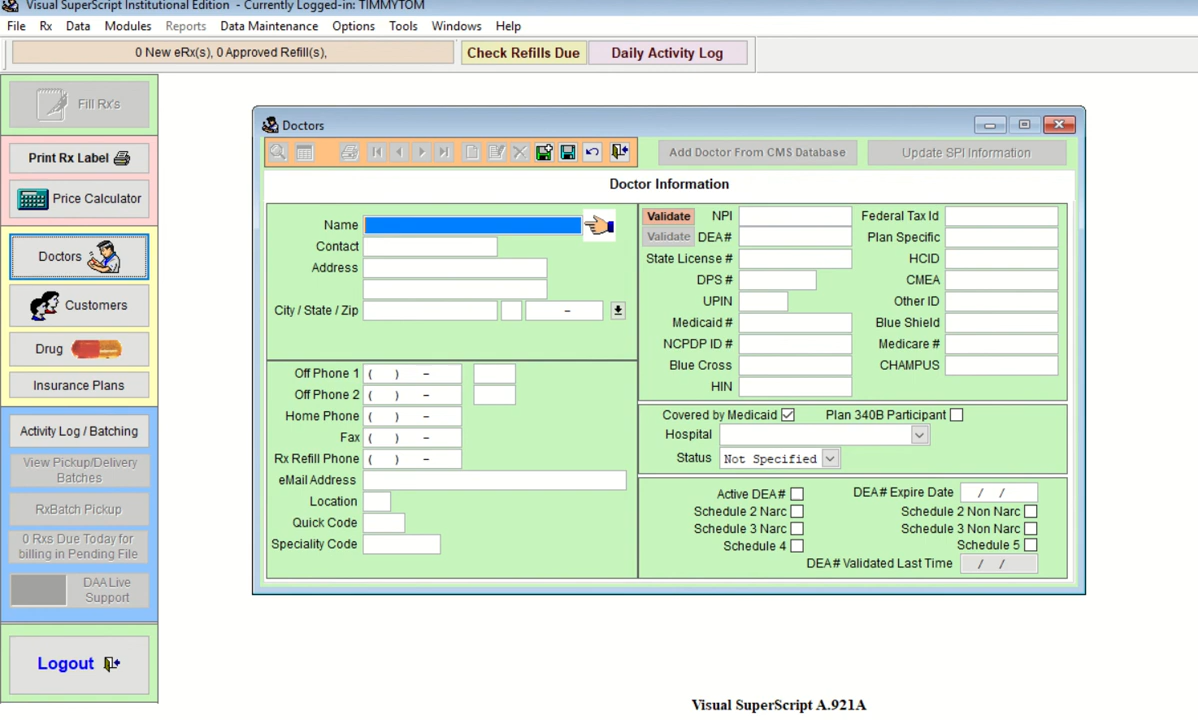 Visual SuperScript Institutional Edition - Currently Logged-in: TIMMYTOM
File Rx Data Modules Reports Data Maintenance Options Tools Windows Help
0 New eRx(s), 0 Approved Refill(s),
Check Refills Due
Daily Activity Log
Fill Rx's
Print Rx Label
Price Calculator
Doctors
Customers
Drug
Insurance Plans
Activity Log / Batching
View Pickup/Delivery
Batches
RxBatch Pickup
0 Rxs Due Today for
billing in Pending File
DAALive
Support
Logout
Doctors
Add Doctor From CMS Database
Update SPI Information
Doctor Information
Name
Contact
Address
City / State / Zip -
Off Phone 1 ( ) -
Off Phone 2 ( ) -
Home Phone ( ) -
Fax ( ) -
Rx Refill Phone ( ) -
eMail Address
Location
Quick Code
Speciality Code
Validate NPI Federal Tax Id
Validate DEA# Plan Specific
State License # HCID
DPS # CMEA
UPIN Other ID
Medicaid # Blue Shield
NCPDP ID # Medicare #
Blue Cross CHAMPUS
HIN
Covered by Medicaid Plan 340B Participant
Hospital
Status Not Specified
Active DEA# DEA# Expire Date / /
Schedule 2 Narc Schedule 2 Non Narc
Schedule 3 Narc Schedule 3 Non Narc
Schedule 4 Schedule 5
DEA# Validated Last Time / /
Visual SuperScript A.921A